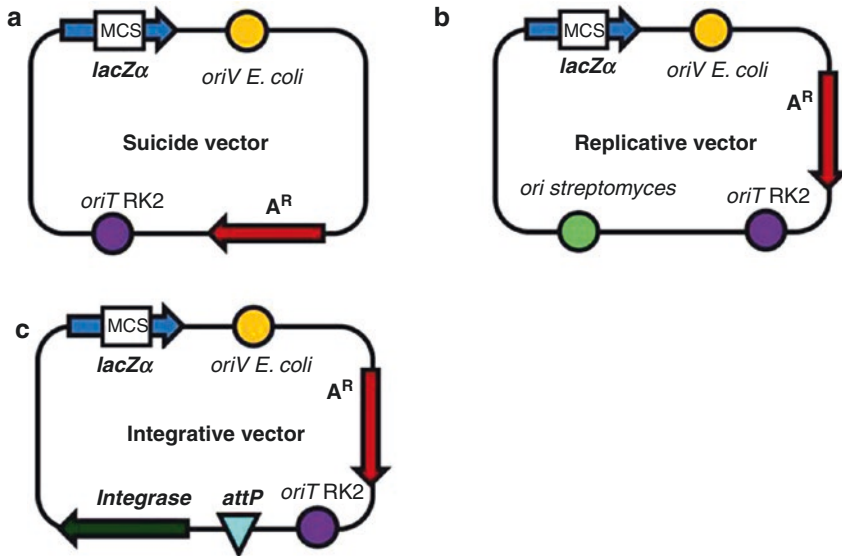 a
MCS
lacZα
oriV E. coli
Suicide vector
oriT RK2
A^R
b
MCS
lacZα
oriV E. coli
A^R
Replicative vector
ori streptomyces
oriT RK2
c
MCS
lacZα
oriV E. coli
A^R
Integrative vector
Integrase
attP
oriT RK2